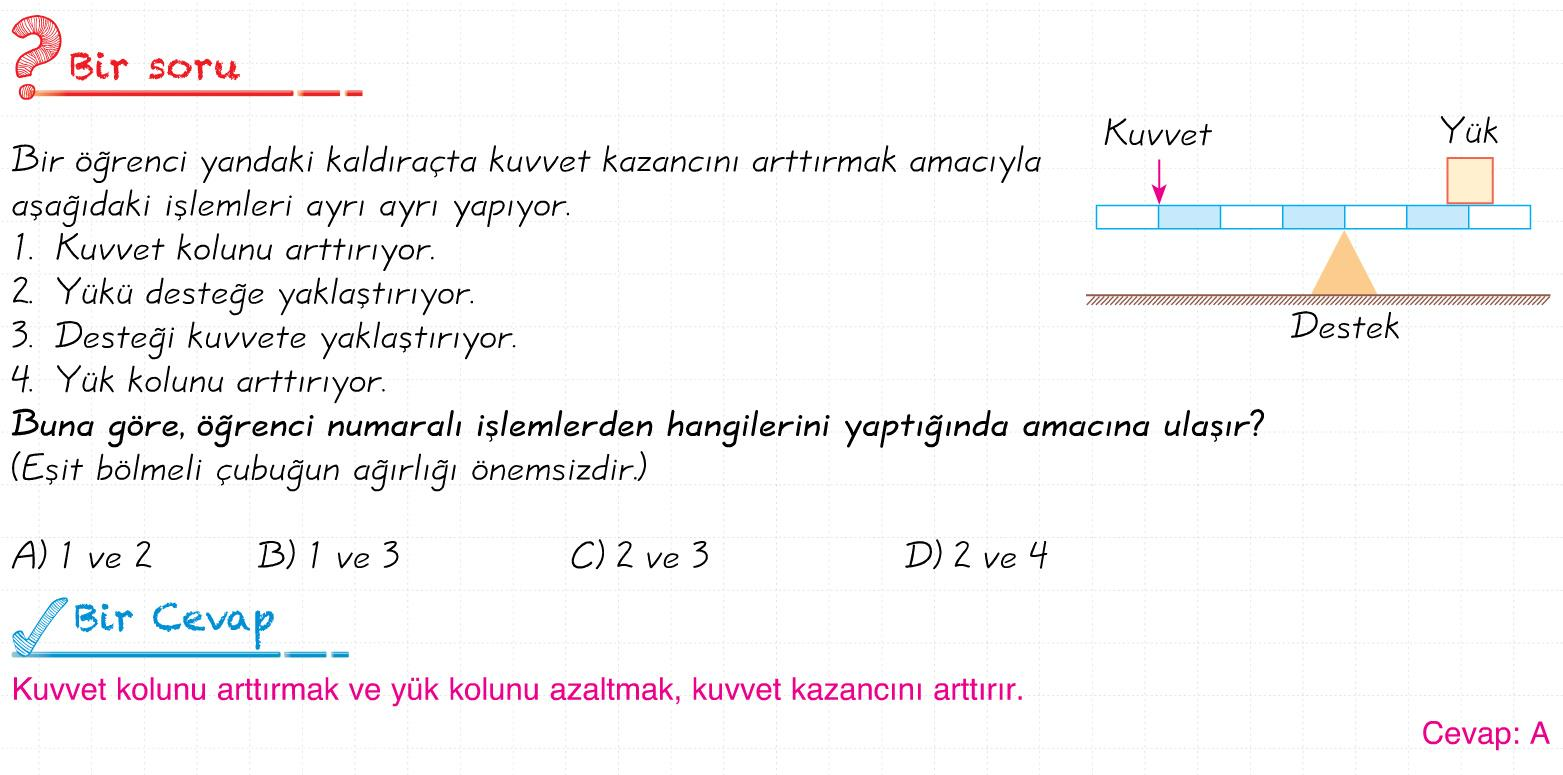 Bir soru
Kuvvet
Yük
Bir öğrenci yandaki kaldıraçta kuvvet kazancını arttırmak amacıyla
aşağıdaki işlemleri ayrı ayrı yapıyor.
1. Kuvvet kolunu arttırıyor.
2. Yükü desteğe yaklaştırıyor.
3. Desteği kuvvete yaklaştırıyor.
Destek
4. Yük kolunu arttırıyor.
Buna göre, öğrenci numaralı işlemlerden hangilerini yaptığında amacına ulaşır?
(Eşit bölmeli çubuğun ağırlığı önemsizdir.)
A) 1 ve 2 B) 1 ve 3 C) 2 ve 3 D) 2 ve 4
Bir Cevap
Kuvvet kolunu arttırmak ve yük kolunu azaltmak, kuvvet kazancını arttırır.
Cevap: A